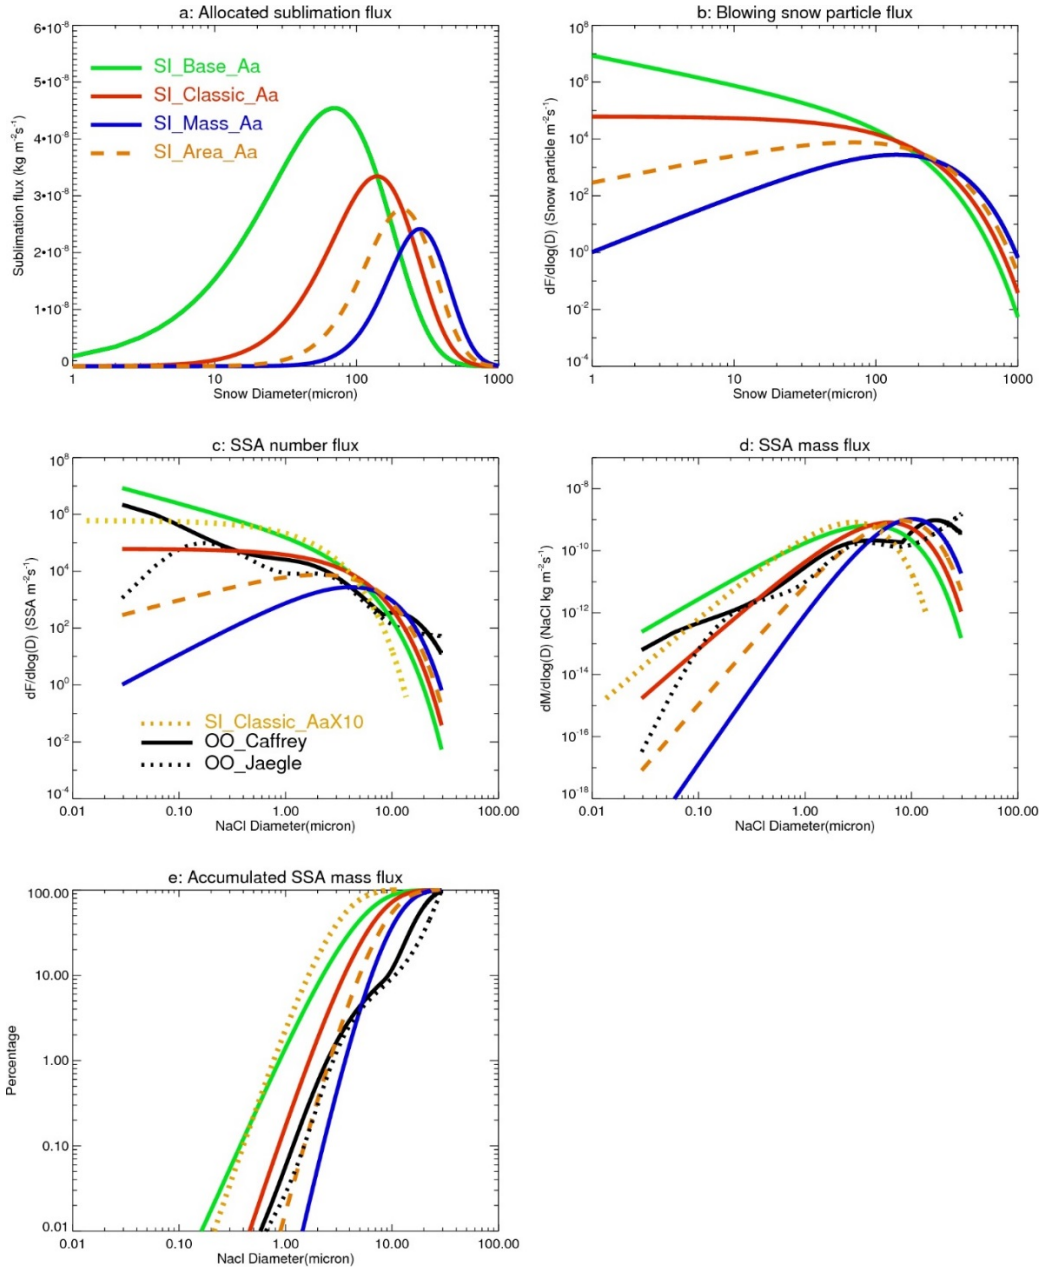 a: Allocated sublimation flux
6•10⁻⁸
5•10⁻⁸
4•10⁻⁸
3•10⁻⁸
2•10⁻⁸
1•10⁻⁸
0
Sublimation flux (kg m⁻²s⁻¹)
SI_Base_Aa
SI_Classic_Aa
SI_Mass_Aa
SI_Area_Aa
1 10 100 1000
Snow Diameter(micron)
b: Blowing snow particle flux
10⁸
10⁶
10⁴
10²
10⁰
10⁻²
10⁻⁴
dF/dlog(D) (Snow particle m⁻²s⁻¹)
1 10 100 1000
Snow Diameter(micron)
c: SSA number flux
10⁸
10⁶
10⁴
10²
10⁰
10⁻²
10⁻⁴
dF/dlog(D) (SSA m⁻²s⁻¹)
SI_Classic_AaX10
OO_Caffrey
OO_Jaegle
0.01 0.10 1.00 10.00 100.00
NaCl Diameter(micron)
d: SSA mass flux
10⁻⁸
10⁻¹⁰
10⁻¹²
10⁻¹⁴
10⁻¹⁶
10⁻¹⁸
dM/dlog(D) (NaCl kg m⁻²s⁻¹)
0.01 0.10 1.00 10.00 100.00
NaCl Diameter(micron)
e: Accumulated SSA mass flux
100.00
10.00
1.00
0.10
0.01
Percentage
0.01 0.10 1.00 10.00 100.00
Nacl Diameter(micron)